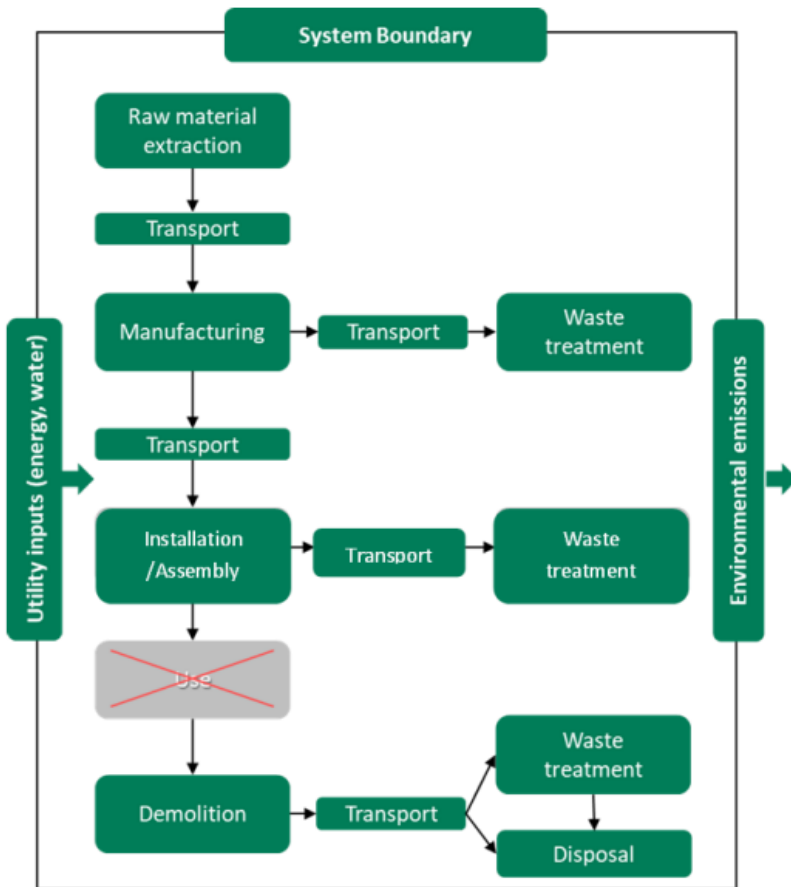 System Boundary
Raw material
extraction
Transport
Manufacturing
Transport
Waste
treatment
Transport
Installation
/Assembly
Transport
Waste
treatment
Use
Demolition
Transport
Waste
treatment
Disposal
Utility inputs (energy, water)
Environmental emissions